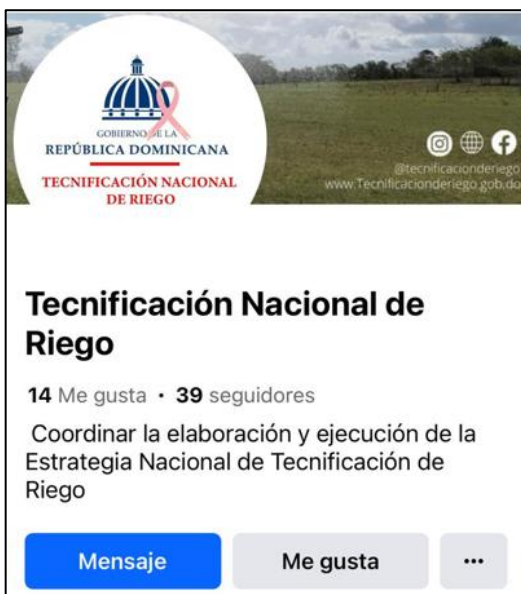 GOBIERNO DE LA
REPÚBLICA DOMINICANA
TECNIFICACIÓN NACIONAL
DE RIEGO
@tecnificacionderiego
www.Tecnificacionderiego.gob.do
Tecnificación Nacional de
Riego
14 Me gusta • 39 seguidores
Coordinar la elaboración y ejecución de la
Estrategia Nacional de Tecnificación de
Riego
Mensaje
Me gusta